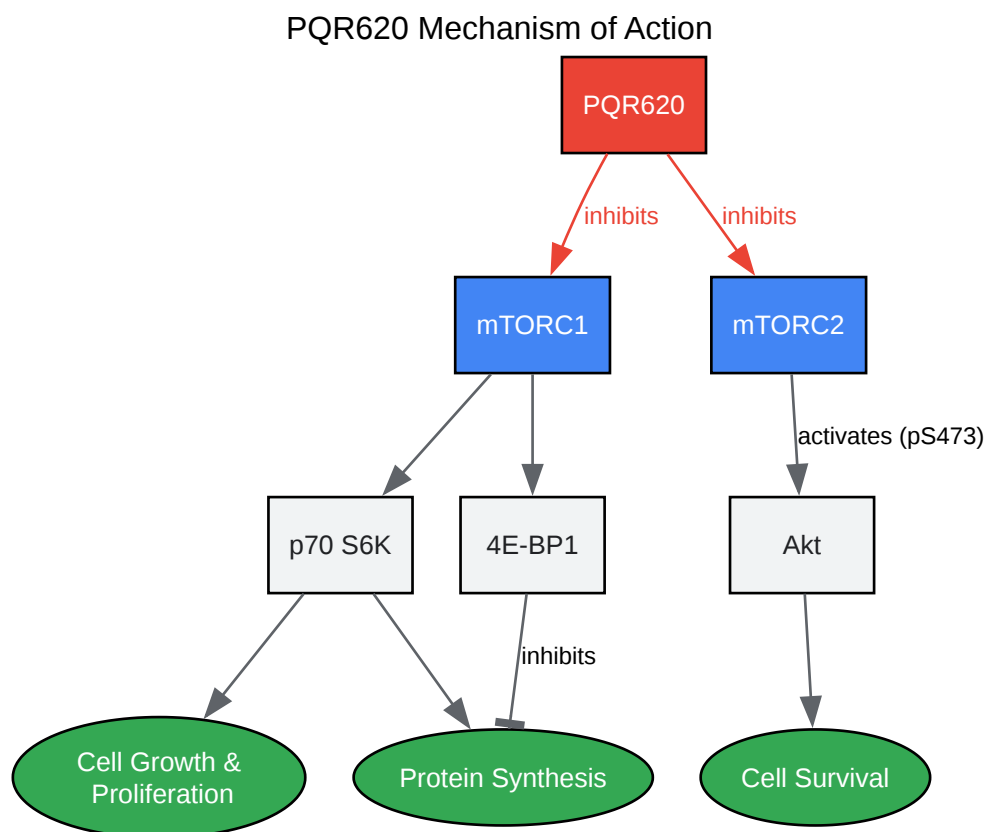 PQR620 Mechanism of Action
PQR620
inhibits
inhibits
mTORC1
mTORC2
activates (pS473)
p70 S6K
4E-BP1
Akt
inhibits
Cell Growth &
Proliferation
Protein Synthesis
Cell Survival